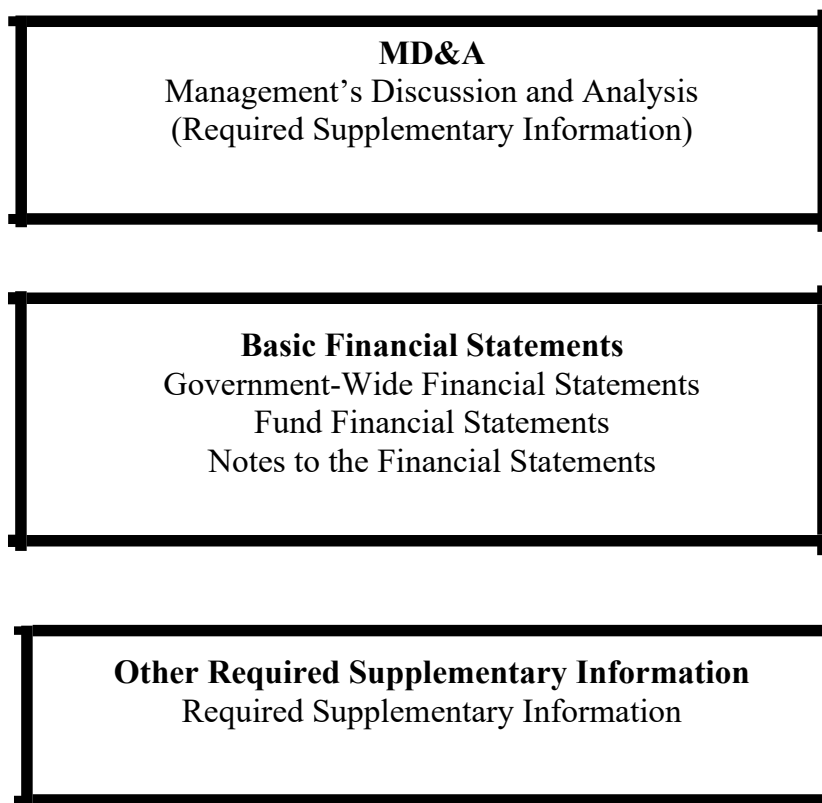 MD&A
Management’s Discussion and Analysis
(Required Supplementary Information)
Basic Financial Statements
Government-Wide Financial Statements
Fund Financial Statements
Notes to the Financial Statements
Other Required Supplementary Information
Required Supplementary Information